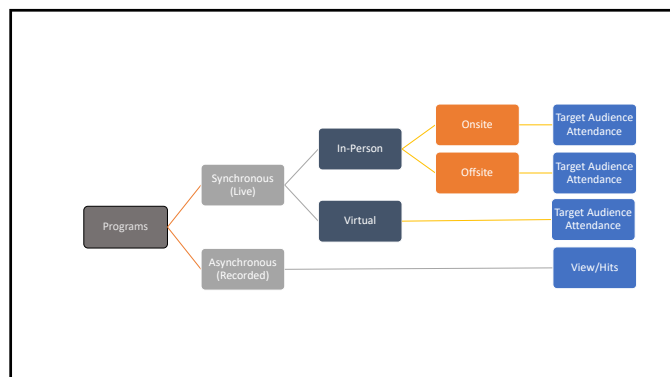 Programs
Synchronous
(Live)
Asynchronous
(Recorded)
In-Person
Virtual
Onsite
Offsite
Target Audience
Attendance
Target Audience
Attendance
Target Audience
Attendance
View/Hits